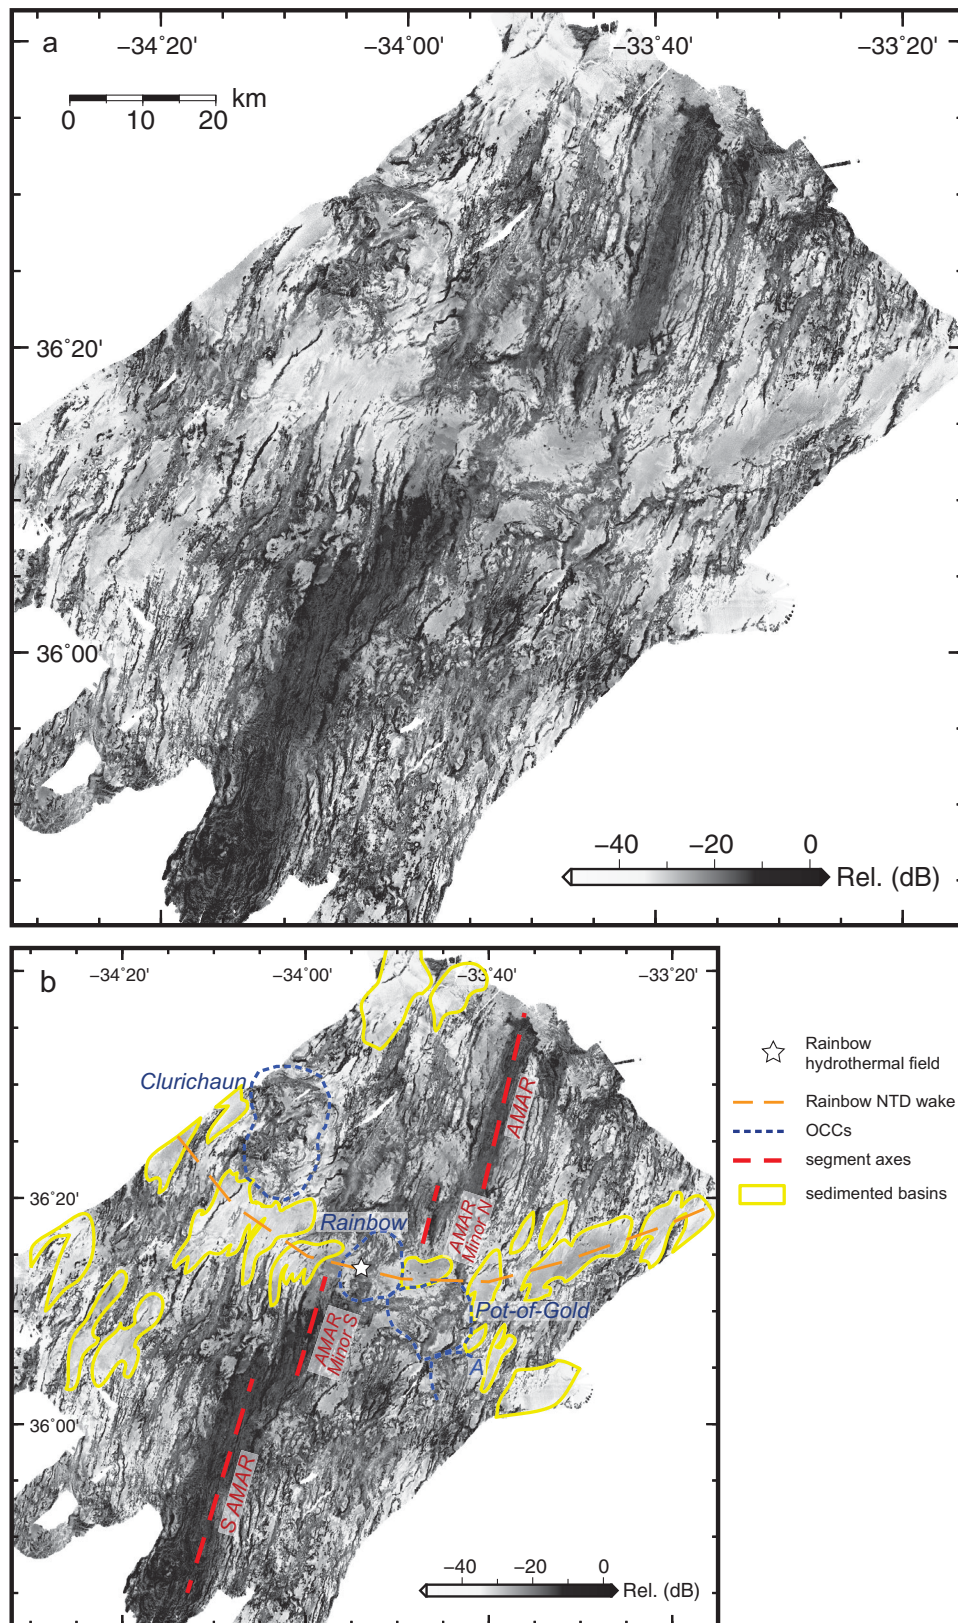 a
−34˚20' −34˚00' −33˚40' −33˚20'
km
0 10 20
36˚20'
36˚00'
−40 −20 0
Rel. (dB)
b
−34˚20' −34˚00' −33˚40' −33˚20'
Clurichaun
AMAR
36˚20'
Rainbow
AMAR
Minor N
Pot-of-Gold
AMAR
Minor S
A
36˚00'
S AMAR
−40 −20 0
Rel. (dB)
Rainbow
hydrothermal field
Rainbow NTD wake
OCCs
segment axes
sedimented basins